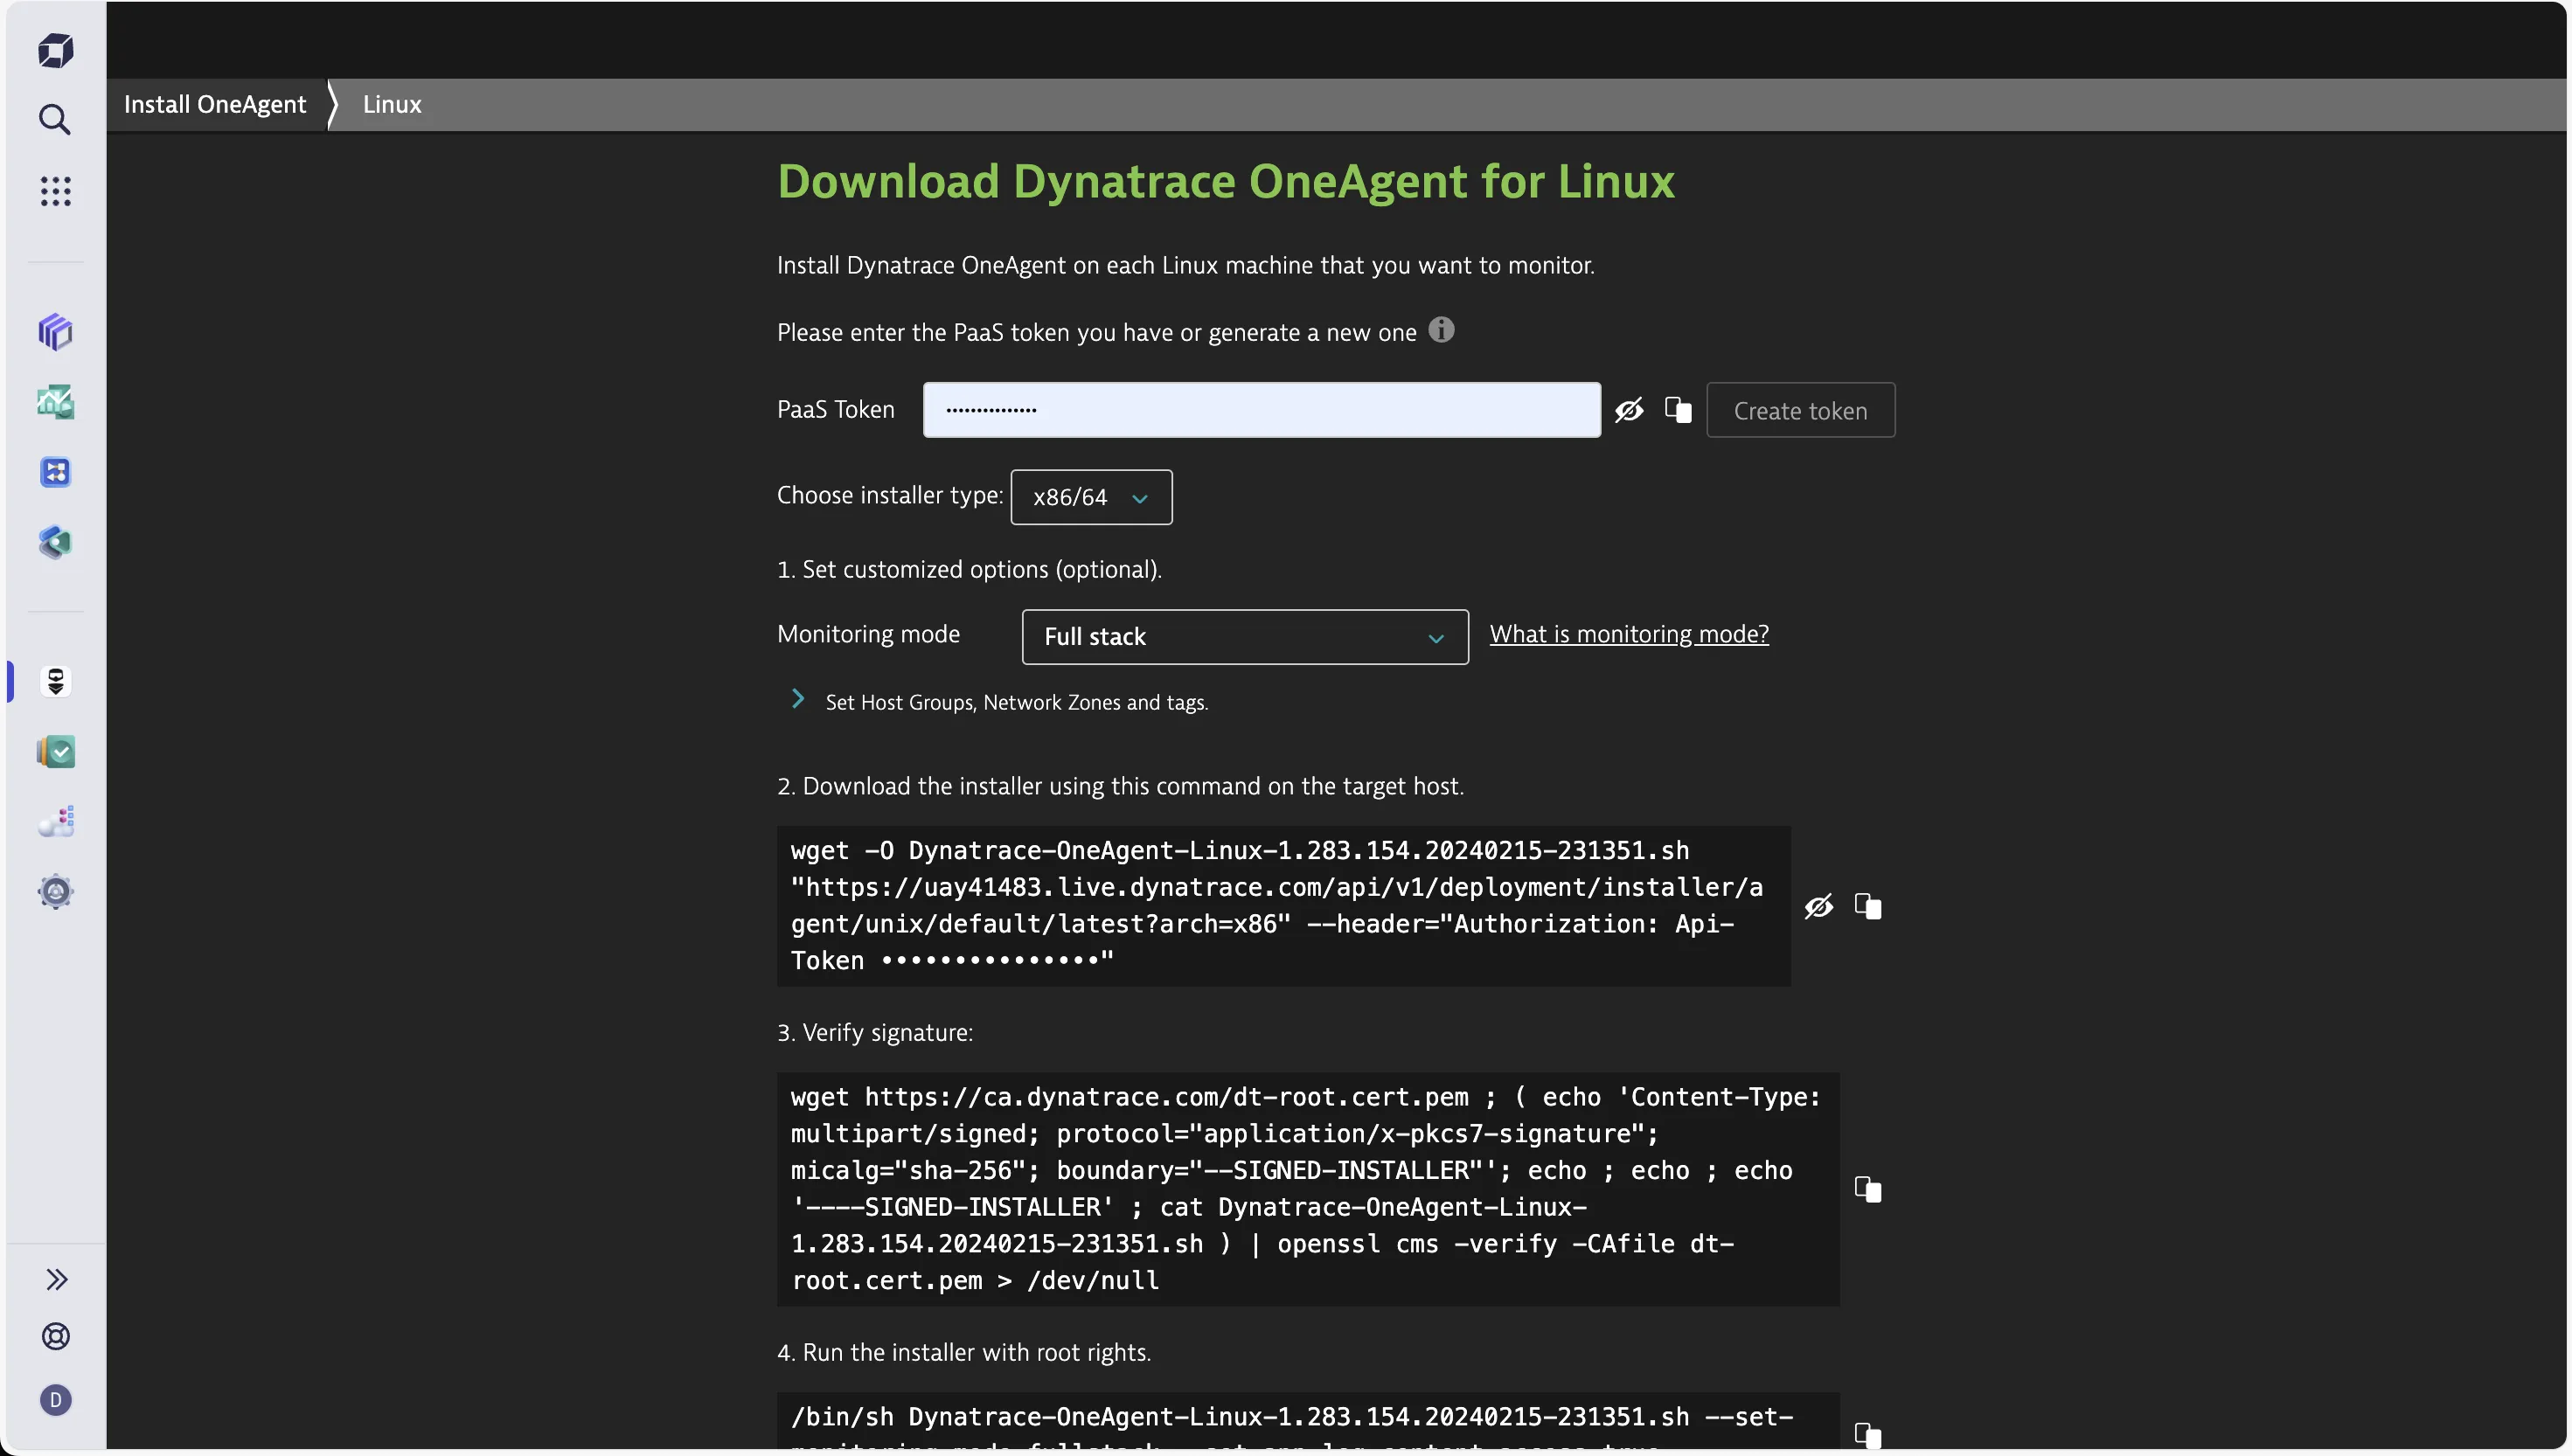 Install OneAgent
Linux
Download Dynatrace OneAgent for Linux
Install Dynatrace OneAgent on each Linux machine that you want to monitor.
Please enter the PaaS token you have or generate a new one
PaaS Token
•••••••••••••••
Create token
Choose installer type:
x86/64
1. Set customized options (optional).
Monitoring mode
Full stack
What is monitoring mode?
Set Host Groups, Network Zones and tags.
2. Download the installer using this command on the target host.
wget -O Dynatrace-OneAgent-Linux-1.283.154.20240215-231351.sh
"https://uay41483.live.dynatrace.com/api/v1/deployment/installer/a
gent/unix/default/latest?arch=x86" --header="Authorization: Api-
Token •••••••••••••••"
3. Verify signature:
wget https://ca.dynatrace.com/dt-root.cert.pem ; ( echo 'Content-Type:
multipart/signed; protocol="application/x-pkcs7-signature";
micalg="sha-256"; boundary="--SIGNED-INSTALLER"'; echo ; echo ; echo
'----SIGNED-INSTALLER' ; cat Dynatrace-OneAgent-Linux-
1.283.154.20240215-231351.sh ) | openssl cms -verify -CAfile dt-
root.cert.pem > /dev/null
4. Run the installer with root rights.
/bin/sh Dynatrace-OneAgent-Linux-1.283.154.20240215-231351.sh --set-
D